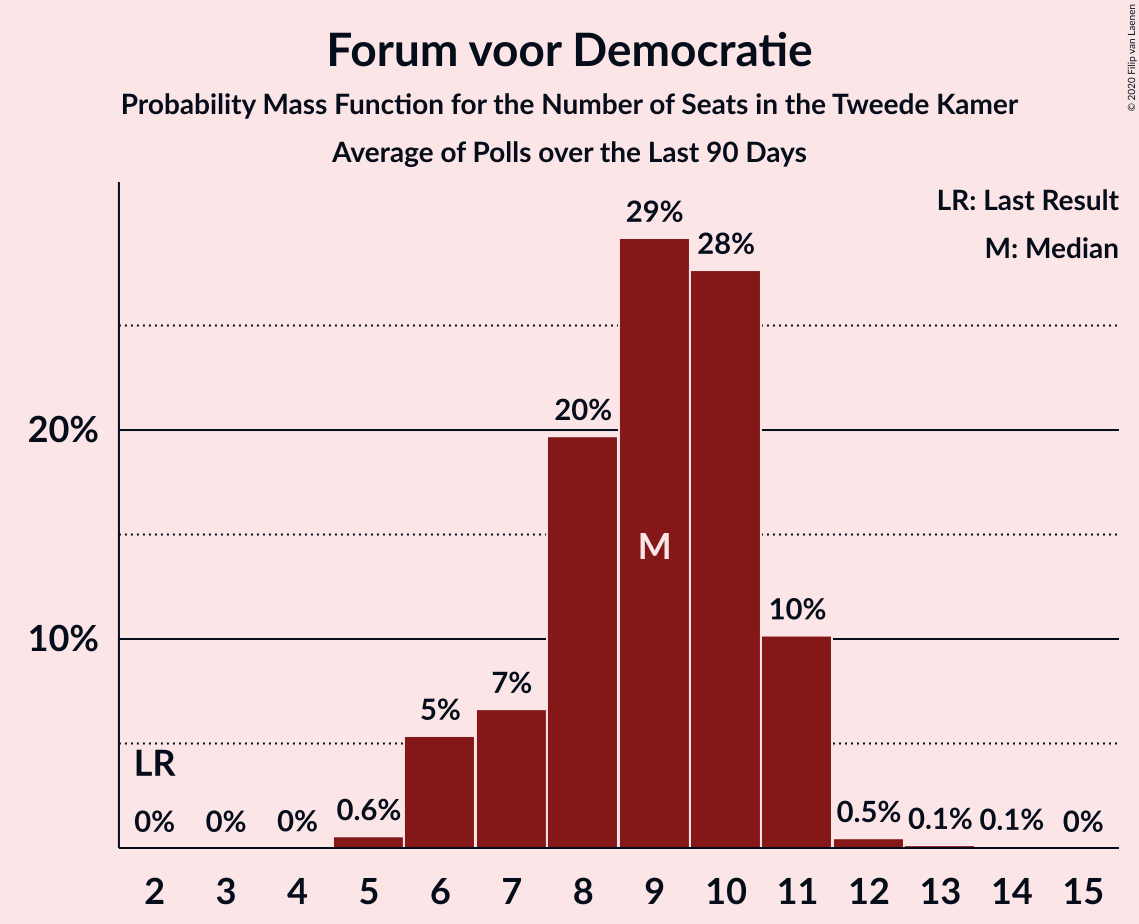 Forum voor Democratie
Probability Mass Function for the Number of Seats in the Tweede Kamer
Average of Polls over the Last 90 Days
© 2020 Filip van Laenen
LR: Last Result
M: Median
29%
28%
20%
20%
M
10%
10%
7%
5%
LR
0%
0%
0%
0.6%
0.5%
0.1%
0.1%
0%
2 3 4 5 6 7 8 9 10 11 12 13 14 15